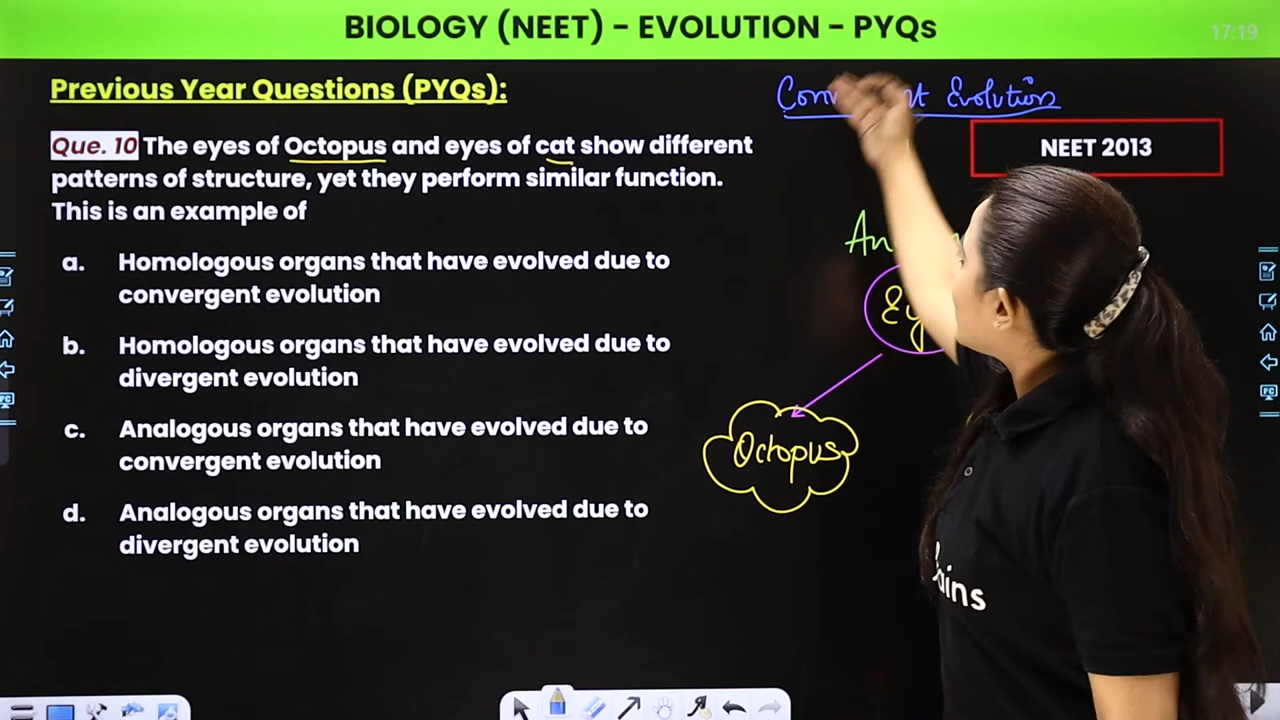 BIOLOGY (NEET) - EVOLUTION - PYQs
17:19
Previous Year Questions (PYQs):
Evolution
NEET 2013
Que. 10 The eyes of Octopus and eyes of cat show different
patterns of structure, yet they perform similar function.
This is an example of
a. Homologous organs that have evolved due to
convergent evolution
b. Homologous organs that have evolved due to
divergent evolution
c. Analogous organs that have evolved due to
convergent evolution
d. Analogous organs that have evolved due to
divergent evolution
Octopus
PC
PC